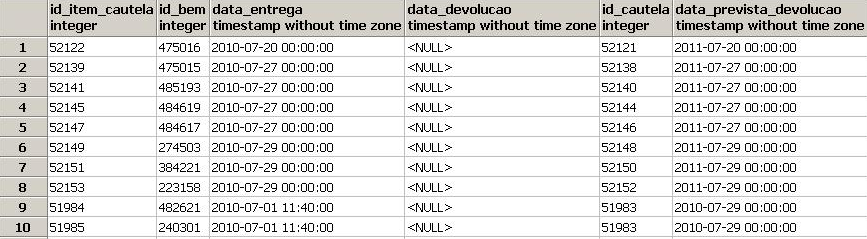 id_item_cautela integer id_bem integer data_entrega timestamp without time zone data_devolucao timestamp without time zone id_cautela integer data_prevista_devolucao timestamp without time zone
1 52122 475016 2010-07-20 00:00:00 <NULL> 52121 2011-07-20 00:00:00
2 52139 475015 2010-07-27 00:00:00 <NULL> 52138 2011-07-27 00:00:00
3 52141 485193 2010-07-27 00:00:00 <NULL> 52140 2011-07-27 00:00:00
4 52145 484619 2010-07-27 00:00:00 <NULL> 52144 2011-07-27 00:00:00
5 52147 484617 2010-07-27 00:00:00 <NULL> 52146 2011-07-27 00:00:00
6 52149 274503 2010-07-29 00:00:00 <NULL> 52148 2011-07-29 00:00:00
7 52151 384221 2010-07-29 00:00:00 <NULL> 52150 2011-07-29 00:00:00
8 52153 223158 2010-07-29 00:00:00 <NULL> 52152 2011-07-29 00:00:00
9 51984 482621 2010-07-01 11:40:00 <NULL> 51983 2010-07-29 00:00:00
10 51985 240301 2010-07-01 11:40:00 <NULL> 51983 2010-07-29 00:00:00